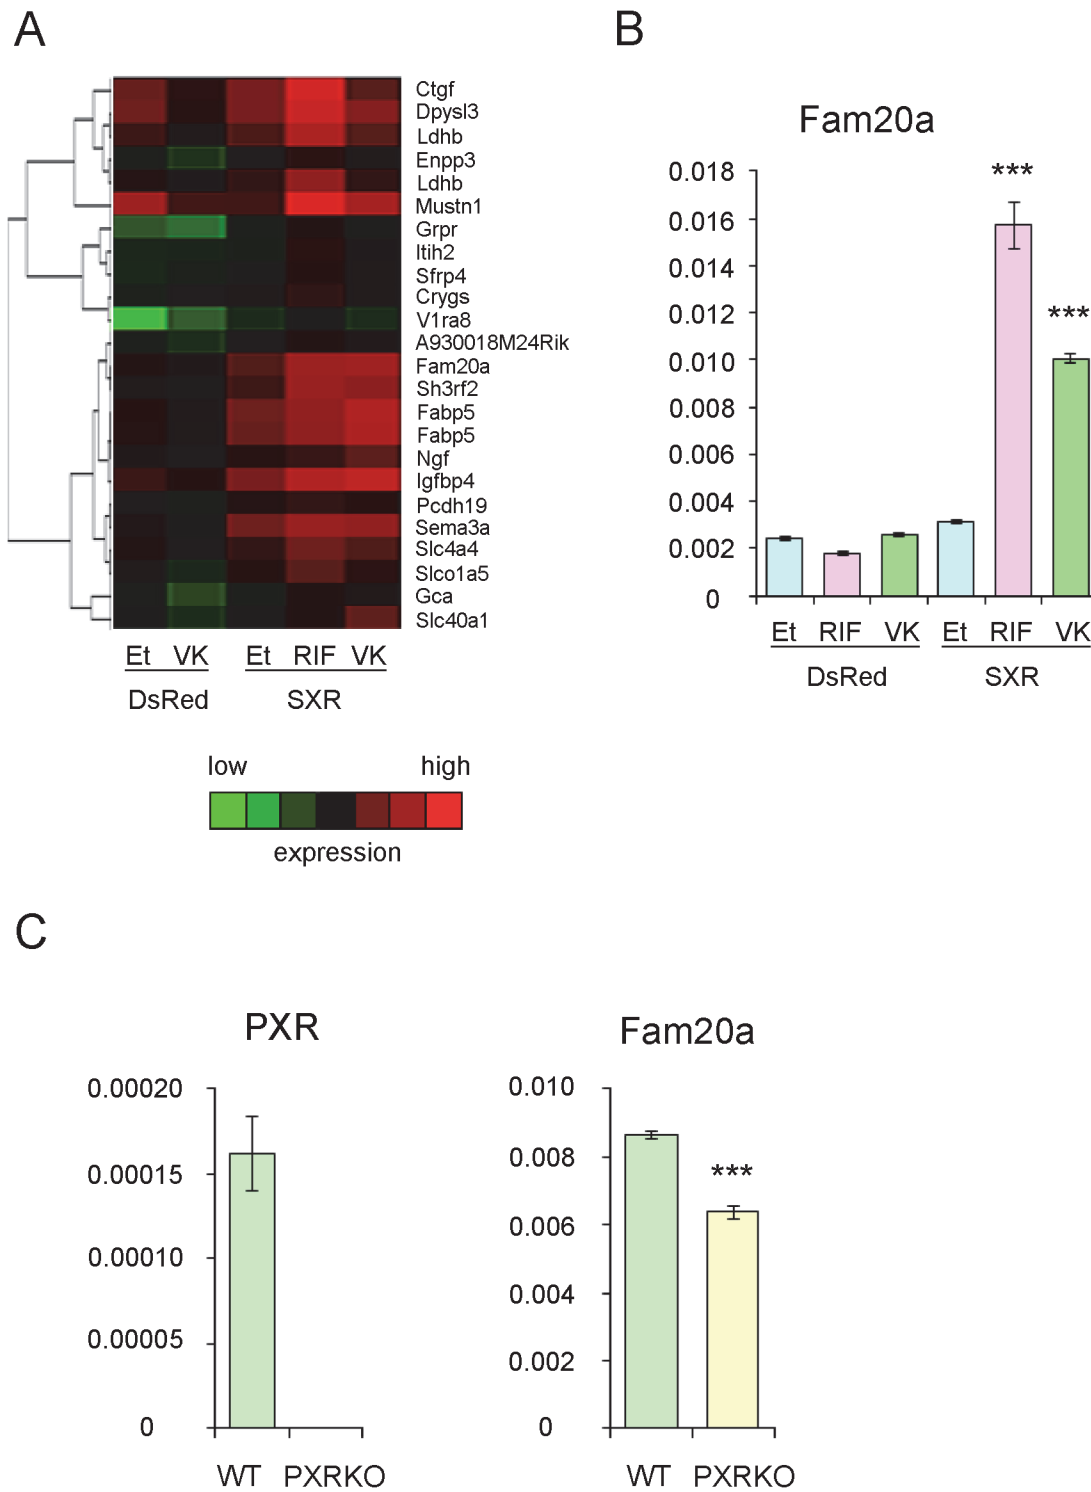 A
Ctgf
Dpysl3
Ldhb
Enpp3
Ldhb
Mustn1
Grpr
Itih2
Sfrp4
Crygs
V1ra8
A930018M24Rik
Fam20a
Sh3rf2
Fabp5
Fabp5
Ngf
Igfbp4
Pcdh19
Sema3a
Slc4a4
Slco1a5
Gca
Slc40a1
Et VK Et RIF VK
DsRed SXR
low high
expression
B
Fam20a
0.018
0.016
0.014
0.012
0.010
0.008
0.006
0.004
0.002
0
***
***
Et RIF VK Et RIF VK
DsRed SXR
C
PXR
0.00020
0.00015
0.00010
0.00005
0
WT PXRKO
Fam20a
0.010
0.008
0.006
0.004
0.002
0
***
WT PXRKO